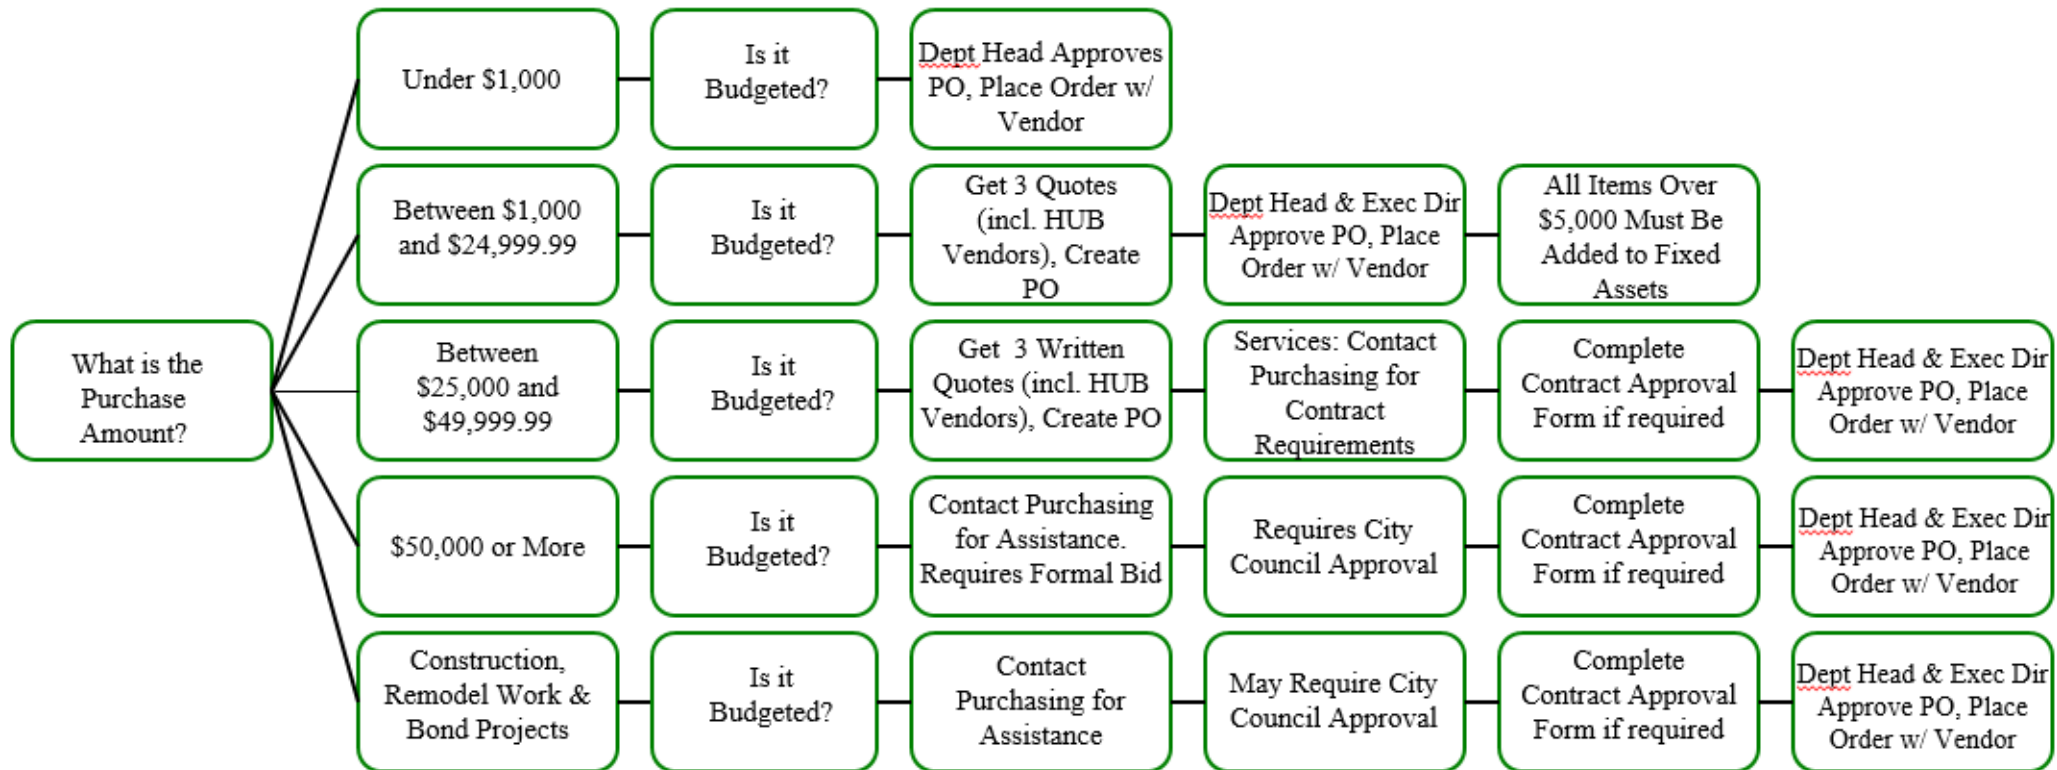 What is the
Purchase
Amount?
Under $1,000
Is it
Budgeted?
Dept Head Approves
PO, Place Order w/
Vendor
Between $1,000
and $24,999.99
Is it
Budgeted?
Get 3 Quotes
(incl. HUB
Vendors), Create
PO
Dept Head & Exec Dir
Approve PO, Place
Order w/ Vendor
All Items Over
$5,000 Must Be
Added to Fixed
Assets
Between
$25,000 and
$49,999.99
Is it
Budgeted?
Get 3 Written
Quotes (incl. HUB
Vendors), Create PO
Services: Contact
Purchasing for
Contract
Requirements
Complete
Contract Approval
Form if required
Dept Head & Exec Dir
Approve PO, Place
Order w/ Vendor
$50,000 or More
Is it
Budgeted?
Contact Purchasing
for Assistance.
Requires Formal Bid
Requires City
Council Approval
Complete
Contract Approval
Form if required
Dept Head & Exec Dir
Approve PO, Place
Order w/ Vendor
Construction,
Remodel Work &
Bond Projects
Is it
Budgeted?
Contact
Purchasing for
Assistance
May Require City
Council Approval
Complete
Contract Approval
Form if required
Dept Head & Exec Dir
Approve PO, Place
Order w/ Vendor